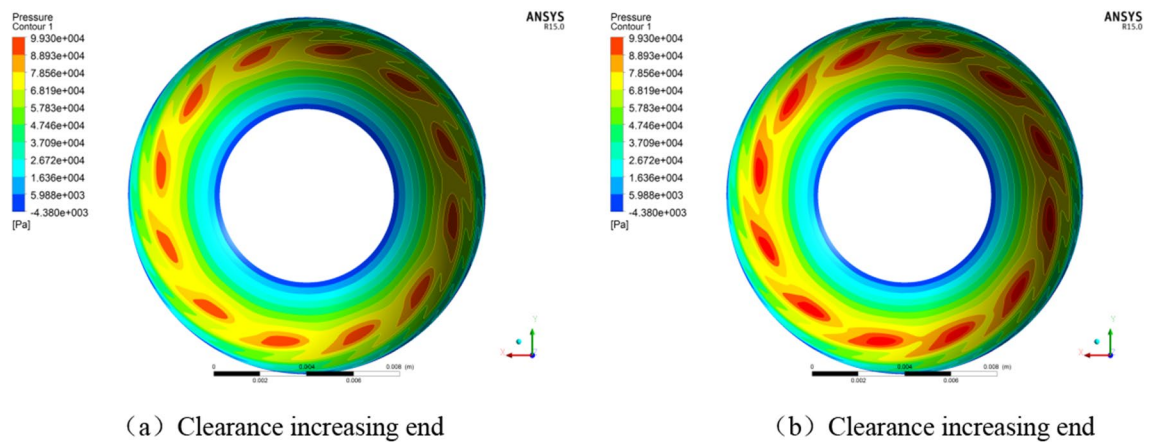 Pressure
Contour 1
9.930e+004
8.893e+004
7.856e+004
6.819e+004
5.783e+004
4.746e+004
3.709e+004
2.672e+004
1.636e+004
5.988e+003
-4.380e+003
[Pa]
ANSYS
R15.0
Y
X
0
0.004
0.008 (m)
0.002
0.006
(a) Clearance increasing end
Pressure
Contour 1
9.930e+004
8.893e+004
7.856e+004
6.819e+004
5.783e+004
4.746e+004
3.709e+004
2.672e+004
1.636e+004
5.988e+003
-4.380e+003
[Pa]
ANSYS
R15.0
Y
X
0
0.004
0.008 (m)
0.002
0.006
(b) Clearance increasing end